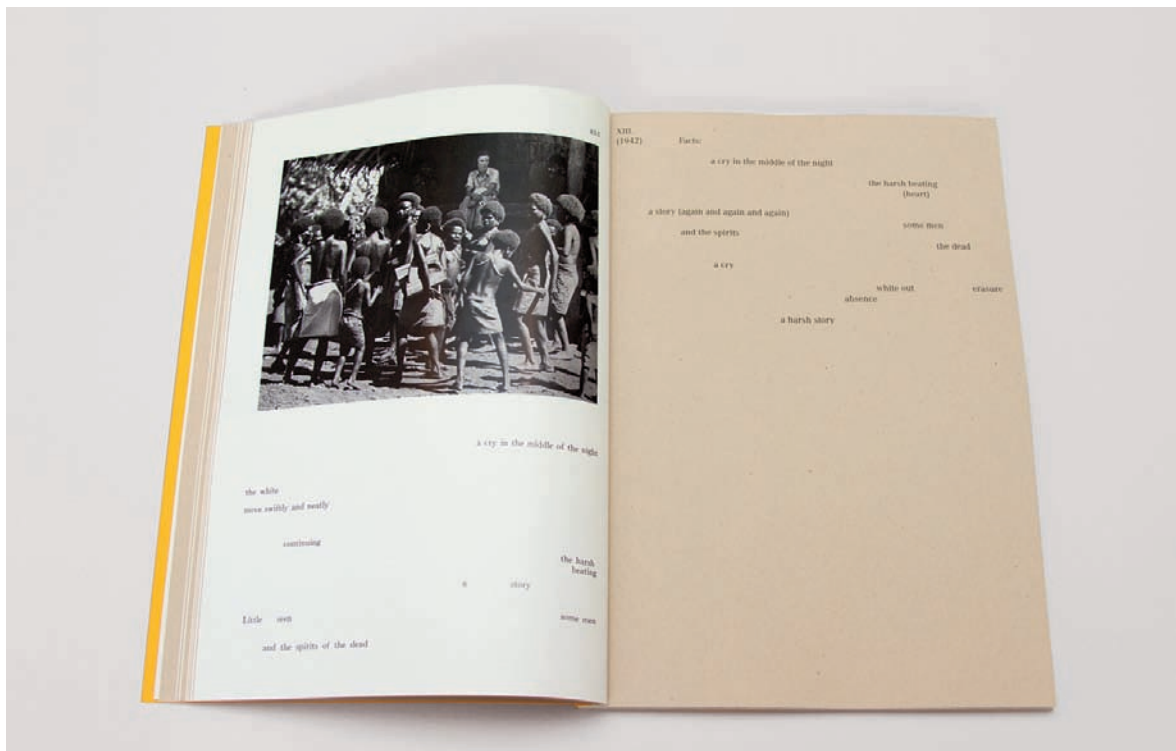 a cry in the middle of the night
the white
move swiftly and neatly
continuing
the harsh
beating
a story
Little seen some men
and the spirits of the dead
XIII.
(1942) Facts:
a cry in the middle of the night
the harsh beating
(heart)
a story (again and again and again)
some men
and the spirits
the dead
a cry
white out erasure
absence
a harsh story